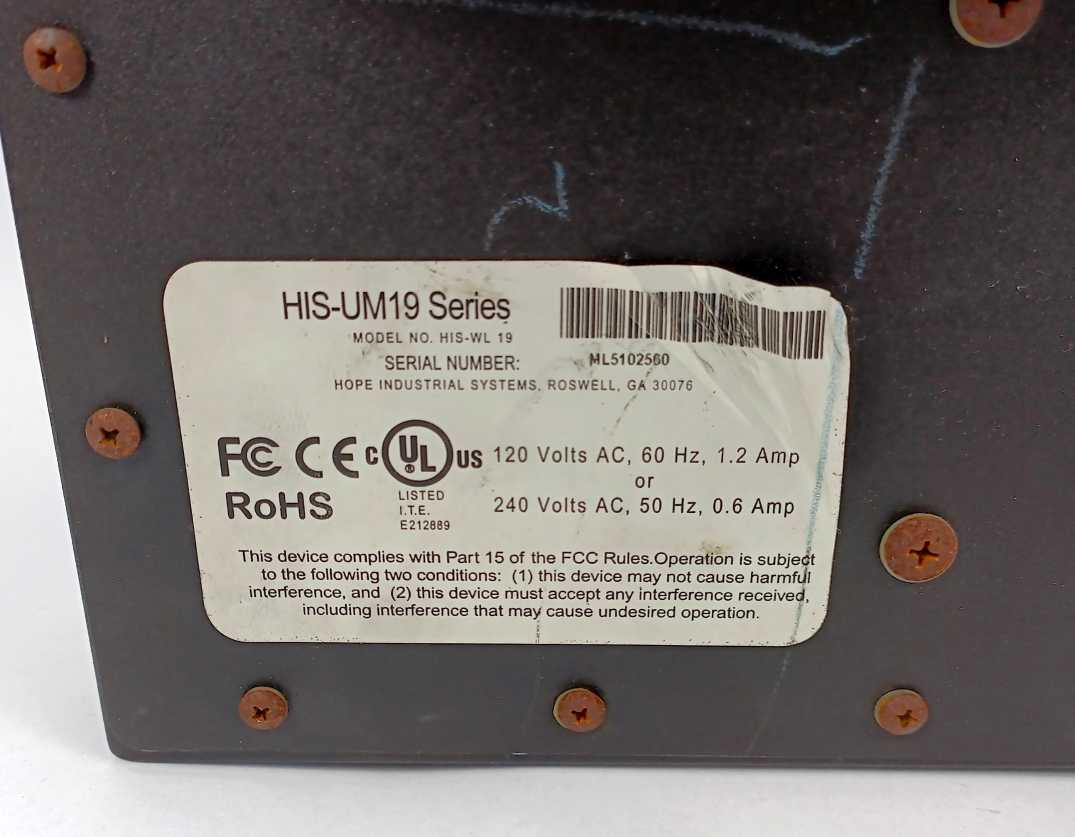 HIS-UM19 Series
MODEL NO. HIS-WL 19
SERIAL NUMBER: ML5102560
HOPE INDUSTRIAL SYSTEMS, ROSWELL, GA 30076
FC CE c UL ® US 120 Volts AC, 60 Hz, 1.2 Amp
or
RoHS LISTED 240 Volts AC, 50 Hz, 0.6 Amp
I.T.E.
E212889
This device complies with Part 15 of the FCC Rules.Operation is subject
to the following two conditions: (1) this device may not cause harmful
interference, and (2) this device must accept any interference received,
including interference that may cause undesired operation.